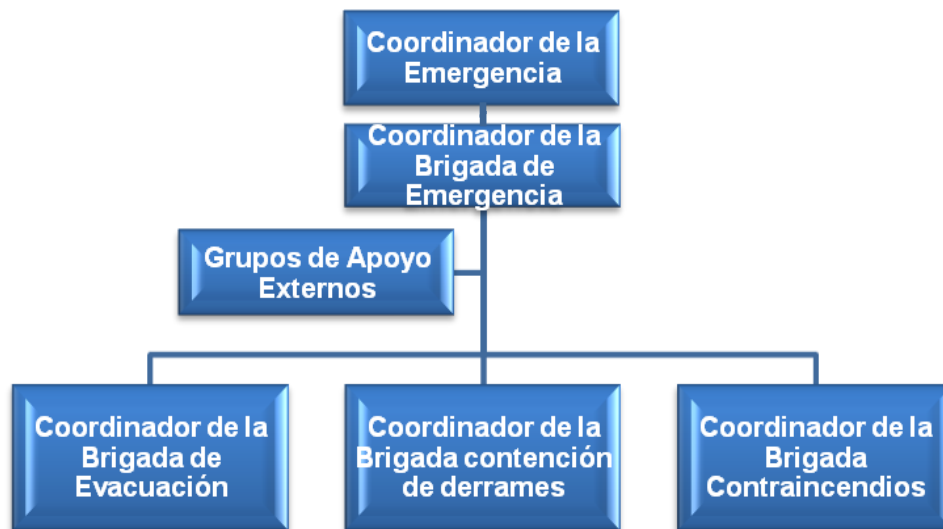 Coordinador de la
Emergencia
Coordinador de la
Brigada de
Emergencia
Grupos de Apoyo
Externos
Coordinador de la
Brigada de
Evacuación
Coordinador de la
Brigada contención
de derrames
Coordinador de la
Brigada
Contraincendios